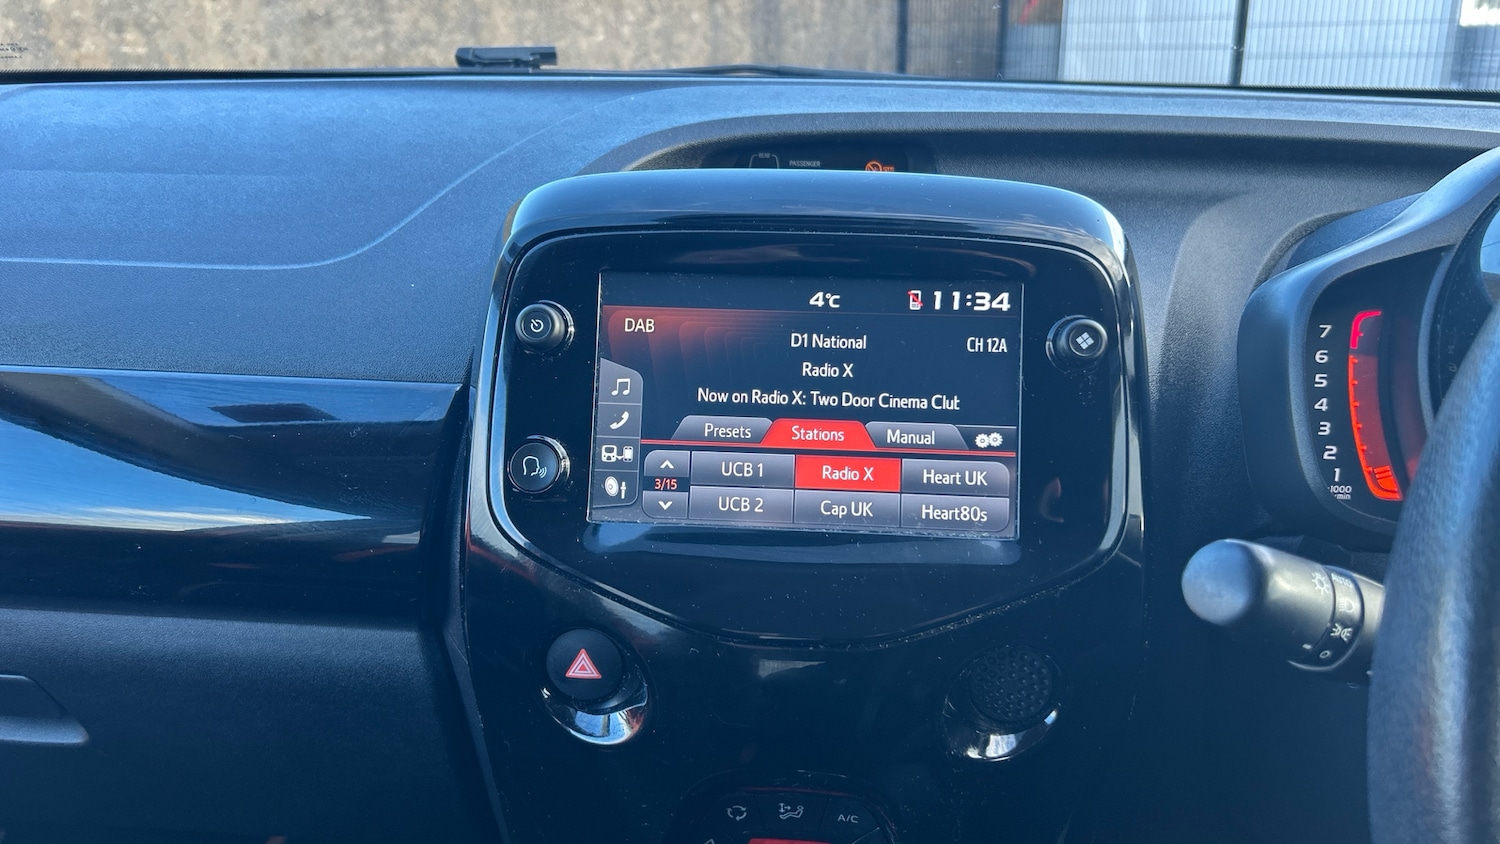 PASSENGER
4°C 11:34
DAB
D1 National
CH 12A
Radio X
Now on Radio X: Two Door Cinema Clut
Presets Stations Manual
UCB 1 Radio X Heart UK
3/15
UCB 2 Cap UK Heart80s
7
6
5
4
3
2
1
AUTO
A/C